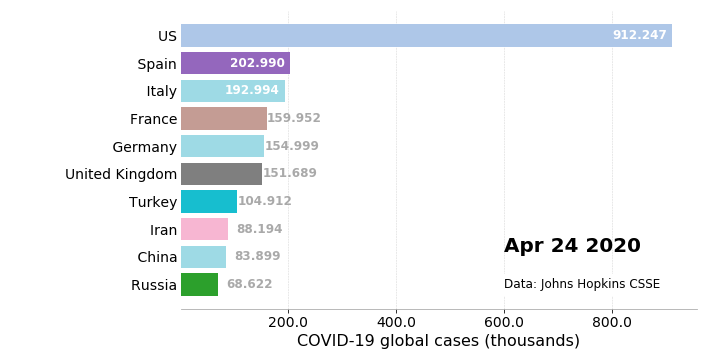 US 912.247
Spain 202.990
Italy 192.994
France 159.952
Germany 154.999
United Kingdom 151.689
Turkey 104.912
Iran 88.194
China 83.899
Russia 68.622
Apr 24 2020
Data: Johns Hopkins CSSE
200.0 400.0 600.0 800.0
COVID-19 global cases (thousands)